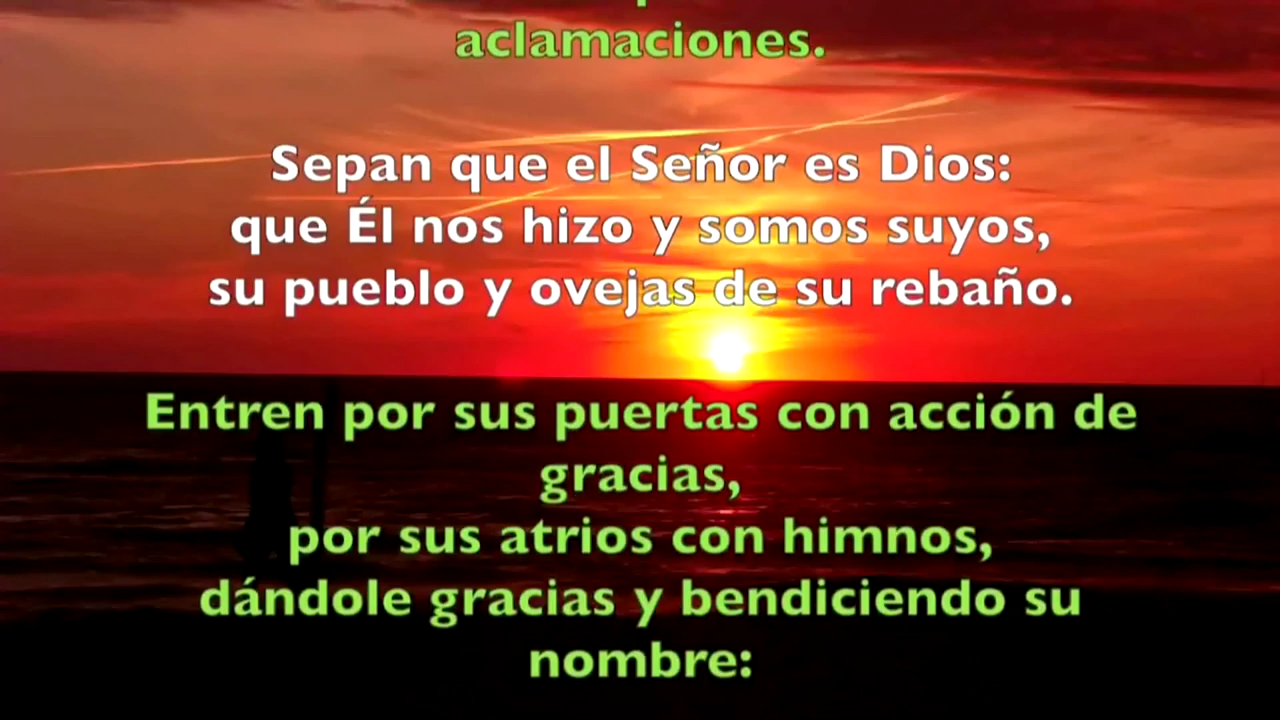 aclamaciones.
Sepan que el Señor es Dios:
que Él nos hizo y somos suyos,
su pueblo y ovejas de su rebaño.
Entren por sus puertas con acción de
gracias,
por sus atrios con himnos,
dándole gracias y bendiciendo su
nombre: